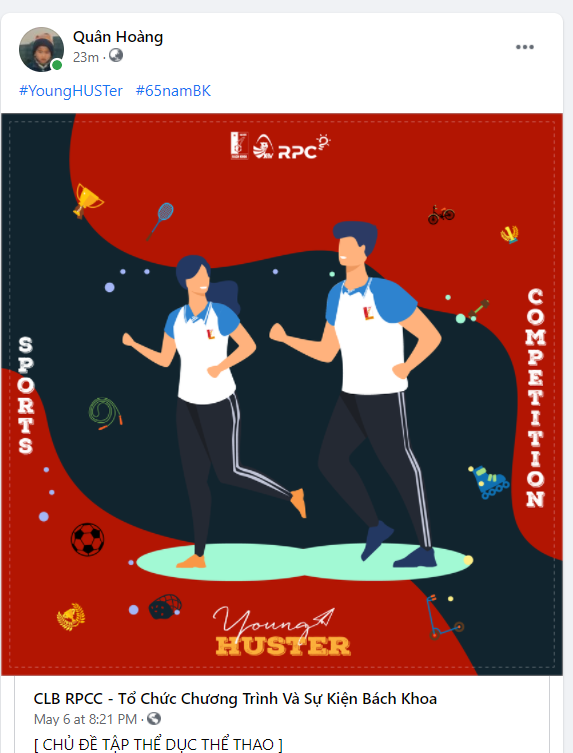 Quân Hoàng
23m ·
#YoungHUSTer #65namBK
RPC
SPORTS
COMPETITION
Young
HUSTER
CLB RPCC - Tổ Chức Chương Trình Và Sự Kiện Bách Khoa
May 6 at 8:21 PM ·
[ CHỦ ĐỀ TẬP THỂ DỤC THỂ THAO ]